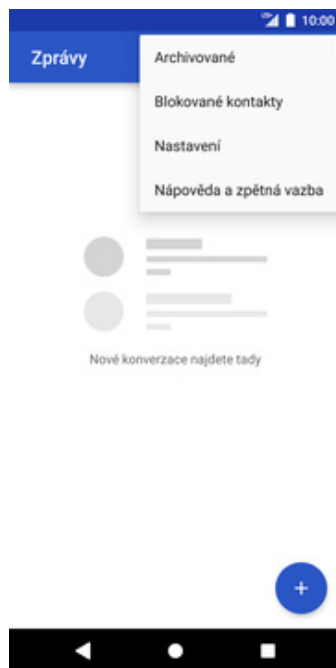 10:00
Zprávy
Archivované
Blokované kontakty
Nastavení
Nápověda a zpětná vazba
Nové konverzace najdete tady